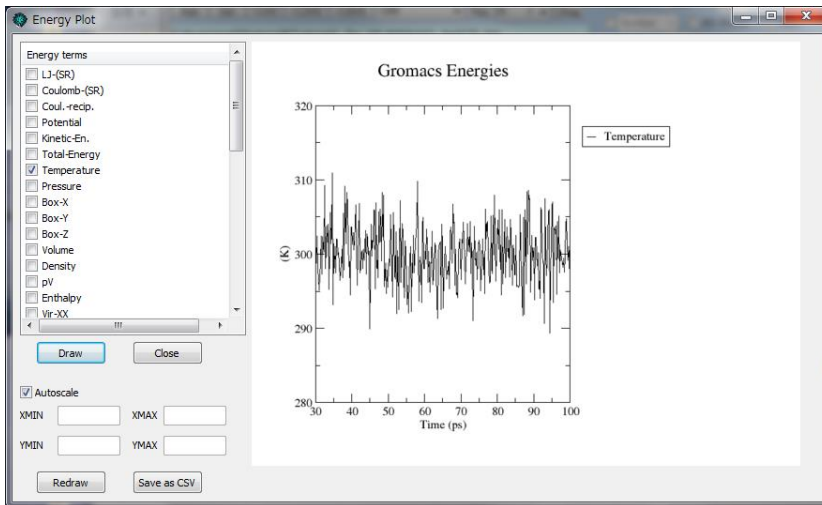 Energy Plot
Energy terms
LJ-(SR)
Coulomb-(SR)
Coul.-recip.
Potential
Kinetic-En.
Total-Energy
Temperature
Pressure
Box-X
Box-Y
Box-Z
Volume
Density
pV
Enthalpy
Vir-XX
Draw Close
Autoscale
XMIN XMAX
YMIN YMAX
Redraw Save as CSV
Gromacs Energies
320
310
300
290
280
(K)
30 40 50 60 70 80 90 100
Time (ps)
Temperature